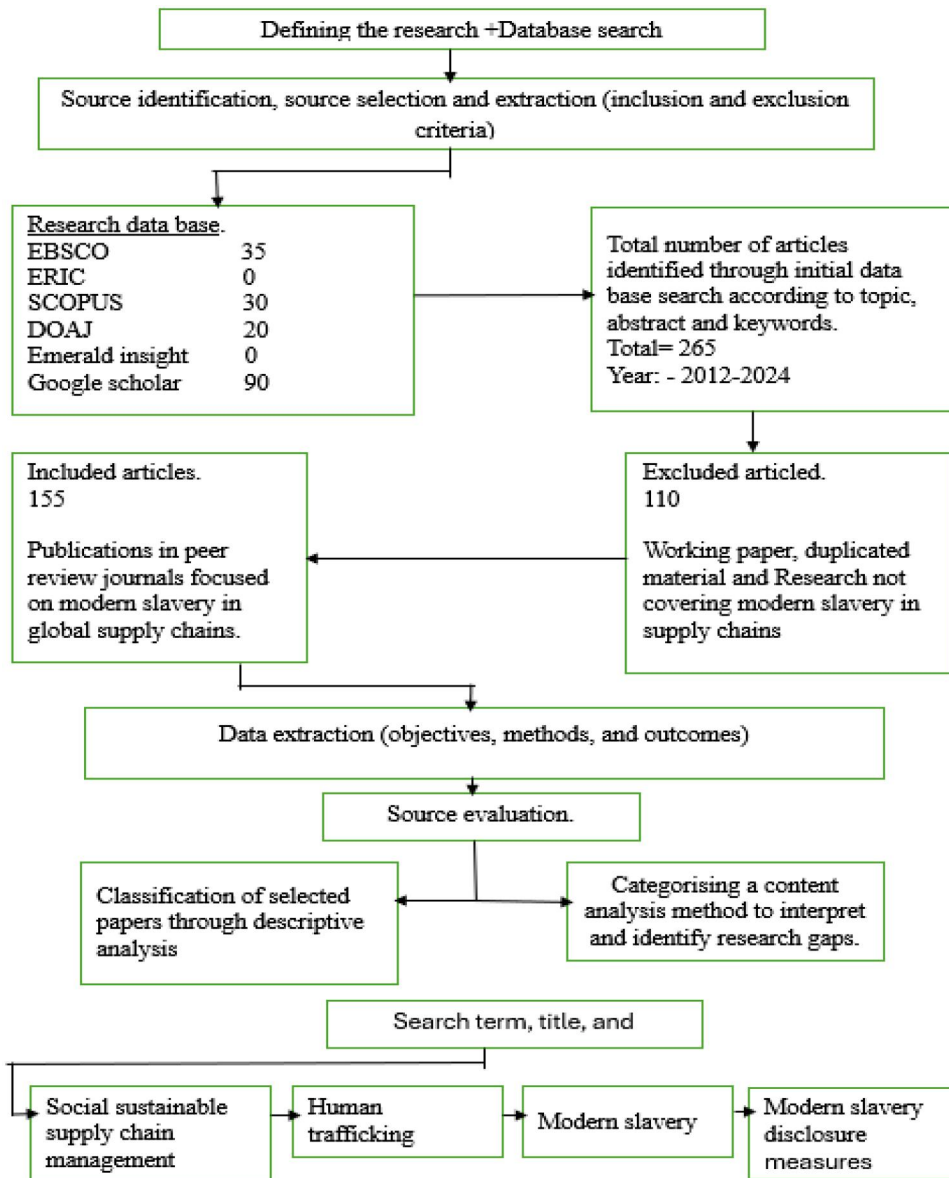 Defining the research +Database search
Source identification, source selection and extraction (inclusion and exclusion
criteria)
Research data base.
EBSCO 35
ERIC 0
SCOPUS 30
DOAJ 20
Emerald insight 0
Google scholar 90
Total number of articles
identified through initial data
base search according to topic,
abstract and keywords.
Total= 265
Year: - 2012-2024
Included articles.
155
Publications in peer
review journals focused
on modern slavery in
global supply chains.
Excluded articled.
110
Working paper, duplicated
material and Research not
covering modern slavery in
supply chains
Data extraction (objectives, methods, and outcomes)
Source evaluation.
Classification of selected
papers through descriptive
analysis
Categorising a content
analysis method to interpret
and identify research gaps.
Search term, title, and
Social sustainable
supply chain
management
Human
trafficking
Modern slavery
Modern slavery
disclosure
measures